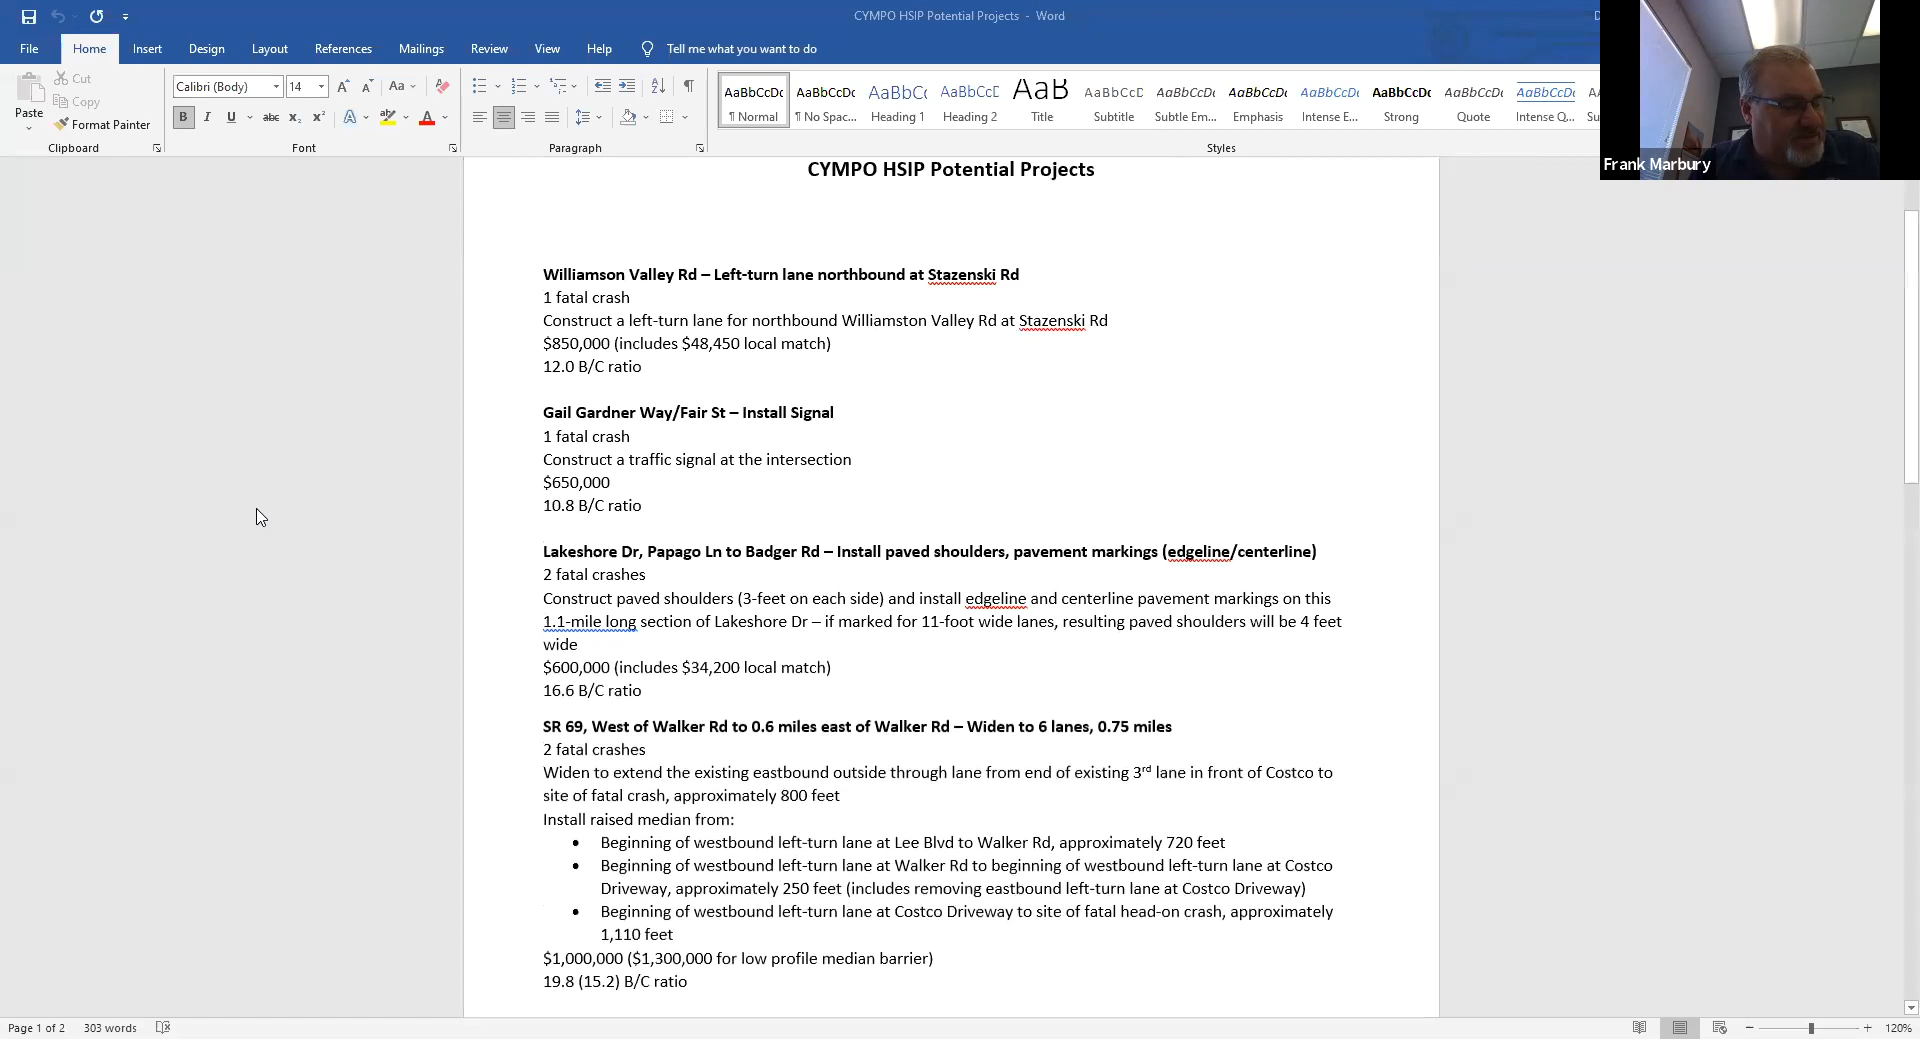 CYMPO HSIP Potential Projects - Word
File Home Insert Design Layout References Mailings Review View Help Tell me what you want to do
Paste
Cut
Copy
Format Painter
Clipboard
Calibri (Body) 14
Aa
B I U abc x₂ x² A A
Font
Paragraph
AaBbCcDc AaBbCcDc AaBbC AaBbCcD AaB AaBbCcD AaBbCcDc AaBbCcDc AaBbCcDc AaBbCcDc AaBbCcDc AaBbCcDc
¶ Normal ¶ No Spac... Heading 1 Heading 2 Title Subtitle Subtle Em... Emphasis Intense E... Strong Quote Intense Q...
Styles
Frank Marbury
CYMPO HSIP Potential Projects
Williamson Valley Rd – Left-turn lane northbound at Stazenski Rd
1 fatal crash
Construct a left-turn lane for northbound Williamston Valley Rd at Stazenski Rd
$850,000 (includes $48,450 local match)
12.0 B/C ratio
Gail Gardner Way/Fair St – Install Signal
1 fatal crash
Construct a traffic signal at the intersection
$650,000
10.8 B/C ratio
Lakeshore Dr, Papago Ln to Badger Rd – Install paved shoulders, pavement markings (edgeline/centerline)
2 fatal crashes
Construct paved shoulders (3-feet on each side) and install edgeline and centerline pavement markings on this
1.1-mile long section of Lakeshore Dr – if marked for 11-foot wide lanes, resulting paved shoulders will be 4 feet
wide
$600,000 (includes $34,200 local match)
16.6 B/C ratio
SR 69, West of Walker Rd to 0.6 miles east of Walker Rd – Widen to 6 lanes, 0.75 miles
2 fatal crashes
Widen to extend the existing eastbound outside through lane from end of existing 3rd lane in front of Costco to
site of fatal crash, approximately 800 feet
Install raised median from:
• Beginning of westbound left-turn lane at Lee Blvd to Walker Rd, approximately 720 feet
• Beginning of westbound left-turn lane at Walker Rd to beginning of westbound left-turn lane at Costco
Driveway, approximately 250 feet (includes removing eastbound left-turn lane at Costco Driveway)
• Beginning of westbound left-turn lane at Costco Driveway to site of fatal head-on crash, approximately
1,110 feet
$1,000,000 ($1,300,000 for low profile median barrier)
19.8 (15.2) B/C ratio
Page 1 of 2 303 words 120%